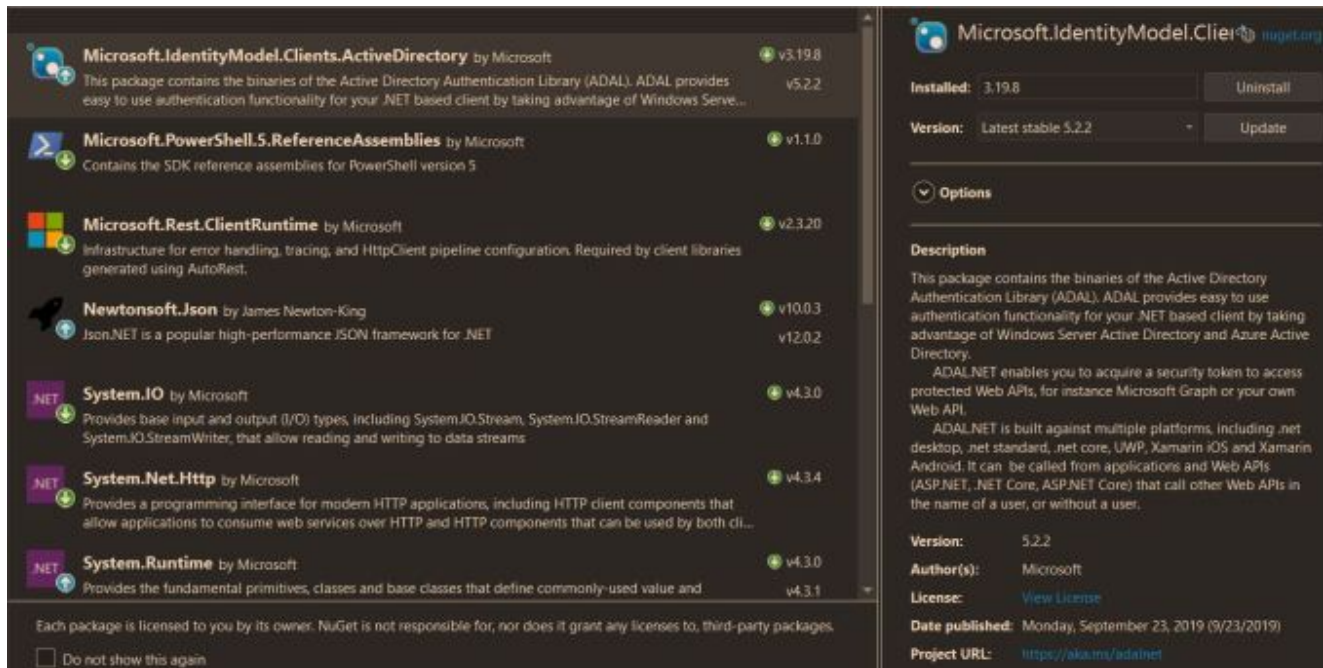 Microsoft.IdentityModel.Clients.ActiveDirectory by Microsoft
v3.19.8
This package contains the binaries of the Active Directory Authentication Library (ADAL). ADAL provides
v5.2.2
easy to use authentication functionality for your .NET based client by taking advantage of Windows Serve...
Microsoft.PowerShell.5.ReferenceAssemblies by Microsoft
v1.1.0
Contains the SDK reference assemblies for PowerShell version 5
Microsoft.Rest.ClientRuntime by Microsoft
v2.3.20
Infrastructure for error handling, tracing, and HttpClient pipeline configuration. Required by client libraries
generated using AutoRest.
Newtonsoft.Json by James Newton-King
v10.0.3
Json.NET is a popular high-performance JSON framework for .NET
v12.0.2
.NET
System.IO by Microsoft
v4.3.0
Provides base input and output (I/O) types, including System.IO.Stream, System.IO.StreamReader and
System.IO.StreamWriter, that allow reading and writing to data streams
.NET
System.Net.Http by Microsoft
v4.3.4
Provides a programming interface for modern HTTP applications, including HTTP client components that
allow applications to consume web services over HTTP and HTTP components that can be used by both cli...
.NET
System.Runtime by Microsoft
v4.3.0
Provides the fundamental primitives, classes and base classes that define commonly-used value and
v4.3.1
Each package is licensed to you by its owner. NuGet is not responsible for, nor does it grant any licenses to, third-party packages.
Do not show this again
Microsoft.IdentityModel.Clien
nuget.org
Installed: 3.19.8
Uninstall
Version: Latest stable 5.2.2
Update
Options
Description
This package contains the binaries of the Active Directory
Authentication Library (ADAL). ADAL provides easy to use
authentication functionality for your .NET based client by taking
advantage of Windows Server Active Directory and Azure Active
Directory.
ADAL.NET enables you to acquire a security token to access
protected Web APIs, for instance Microsoft Graph or your own
Web API.
ADAL.NET is built against multiple platforms, including .net
desktop, .net standard, .net core, UWP, Xamarin iOS and Xamarin
Android. It can be called from applications and Web APIs
(ASP.NET, .NET Core, ASP.NET Core) that call other Web APIs in
the name of a user, or without a user.
Version: 5.2.2
Author(s): Microsoft
License: View License
Date published: Monday, September 23, 2019 (9/23/2019)
Project URL: https://aka.ms/adalnet